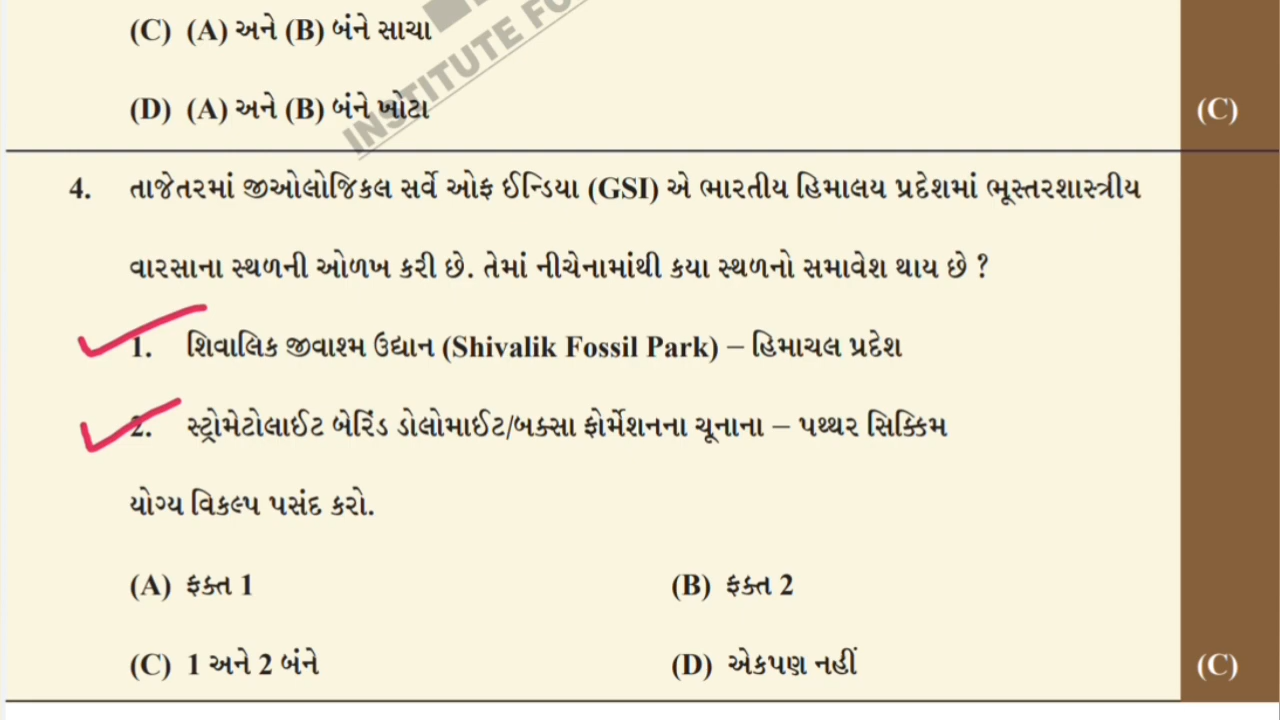 (C) (A) અને (B) બંને સાચા
INSTITUTE FO
(D) (A) અને (B) બંને ખોટા
(C)
4. તાજેતરમાં જીઓલોજિકલ સર્વે ઓફ ઈન્ડિયા (GSI) એ ભારતીય હિમાલય પ્રદેશમાં ભૂસ્તરશાસ્ત્રીય
વારસાના સ્થળની ઓળખ કરી છે. તેમાં નીચેનામાંથી કયા સ્થળનો સમાવેશ થાય છે ?
1. શિવાલિક જીવાશ્મ ઉદ્યાન (Shivalik Fossil Park) – હિમાચલ પ્રદેશ
2. સ્ટ્રોમેટોલાઈટ બેરિંડ ડોલોમાઈટ/બક્સા ફોર્મેશનના ચૂનાના – પથ્થર સિક્કિમ
યોગ્ય વિકલ્પ પસંદ કરો.
(A) ફક્ત 1
(B) ફક્ત 2
(C) 1 અને 2 બંને
(D) એકપણ નહીં
(C)